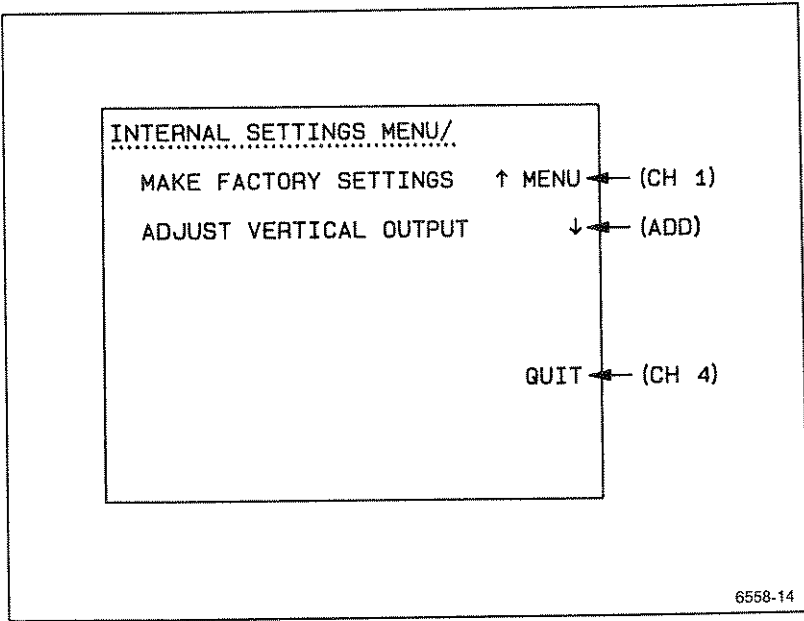 INTERNAL SETTINGS MENU/
MAKE FACTORY SETTINGS ↑ MENU (CH 1)
ADJUST VERTICAL OUTPUT ↓ (ADD)
QUIT (CH 4)
6558-14